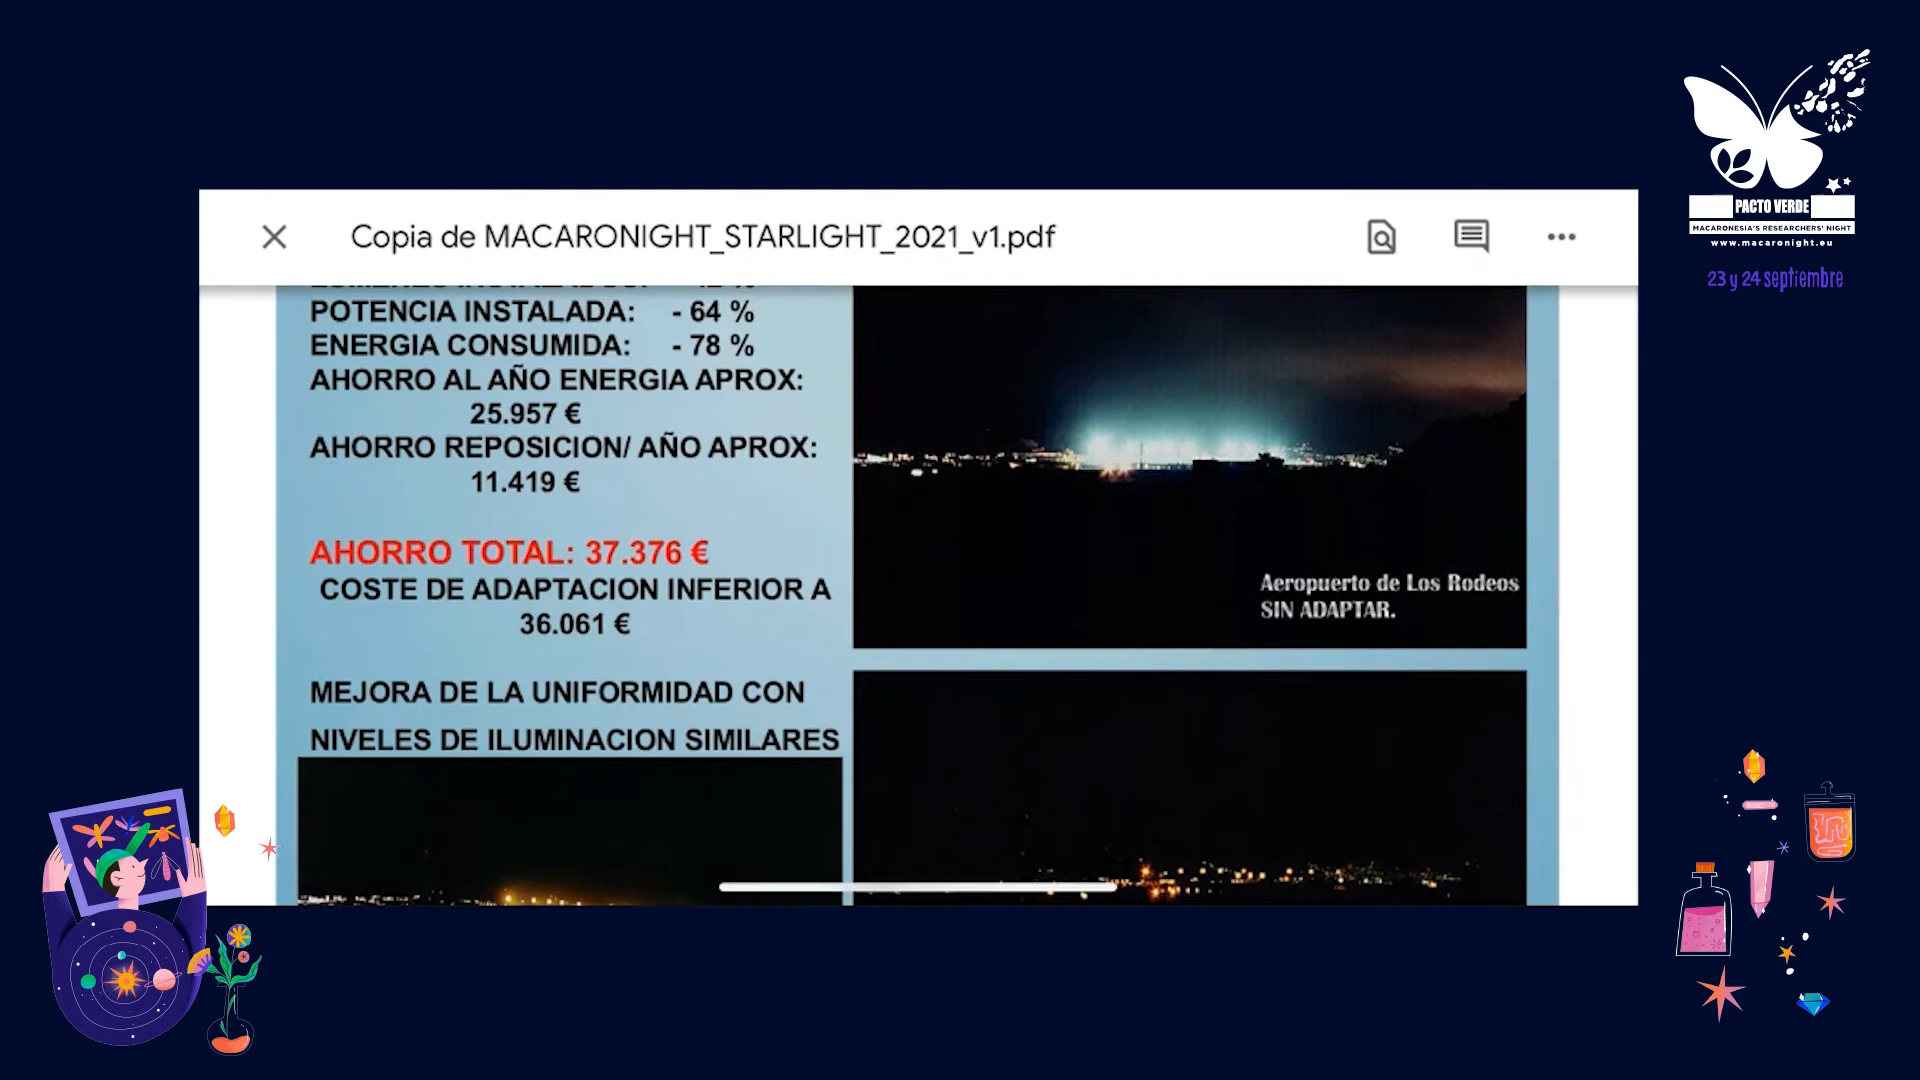 PACTO VERDE
MACARONESIA'S RESEARCHERS' NIGHT
www.macaronight.eu
23 y 24 septiembre
Copia de MACARONIGHT_STARLIGHT_2021_v1.pdf
POTENCIA INSTALADA: - 64 %
ENERGIA CONSUMIDA: - 78 %
AHORRO AL AÑO ENERGIA APROX:
25.957 €
AHORRO REPOSICION/ AÑO APROX:
11.419 €
AHORRO TOTAL: 37.376 €
COSTE DE ADAPTACION INFERIOR A
36.061 €
MEJORA DE LA UNIFORMIDAD CON
NIVELES DE ILUMINACION SIMILARES
Aeropuerto de Los Rodeos
SIN ADAPTAR.